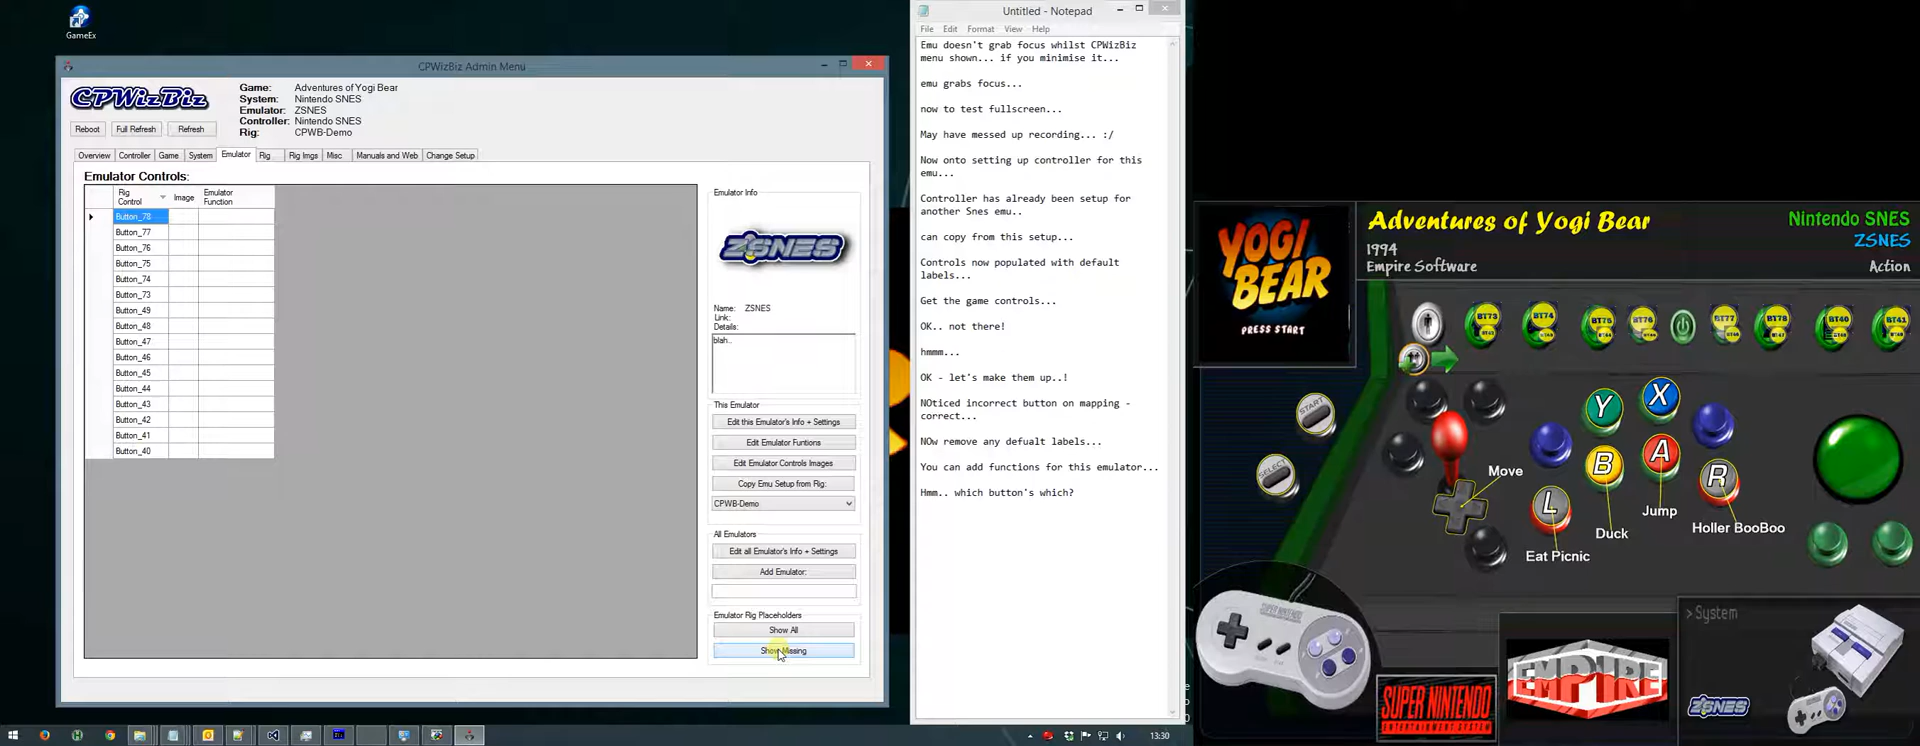 GameEx
CPWizBiz Admin Menu
CPWizBiz
Game: Adventures of Yogi Bear
System: Nintendo SNES
Emulator: ZSNES
Controller: Nintendo SNES
Rig: CPWB-Demo
Reboot Full Refresh Refresh
Overview Controller Game System Emulator Rig Rig Imgs Misc Manuals and Web Change Setup
Emulator Controls:
Rig Control Image Emulator Function
Button_78
Button_77
Button_76
Button_75
Button_74
Button_73
Button_49
Button_48
Button_47
Button_46
Button_45
Button_44
Button_43
Button_42
Button_41
Button_40
Emulator Info
ZSNES
Name: ZSNES
Link:
Details:
blah..
This Emulator
Edit this Emulator's Info + Settings
Edit Emulator Funtions
Edit Emulator Controls Images
Copy Emu Setup from Rig:
CPWB-Demo
All Emulators
Edit all Emulator's Info + Settings
Add Emulator:
Emulator Rig Placeholders
Show All
Show Missing
Untitled - Notepad
File Edit Format View Help
Emu doesn't grab focus whilst CPWizBiz
menu shown... if you minimise it...
emu grabs focus...
now to test fullscreen...
May have messed up recording... :/
Now onto setting up controller for this
emu...
Controller has already been setup for
another Snes emu..
can copy from this setup...
Controls now populated with default
labels...
Get the game controls...
OK.. not there!
hmmm...
OK - let's make them up..!
NOticed incorrect button on mapping -
correct...
NOw remove any defualt labels...
You can add functions for this emulator...
Hmm.. which button's which?
13:30
YOGI
BEAR
PRESS START
Adventures of Yogi Bear
1994
Empire Software
Nintendo SNES
ZSNES
Action
BT73 BT74 BT75 BT76 BT77 BT78 BT40 BT41
START
SELECT
Y X
B A
L R
Move
Eat Picnic
Duck
Jump
Holler BooBoo
SUPER NINTENDO
ENTERTAINMENT SYSTEM
EMPIRE
> System
ZSNES